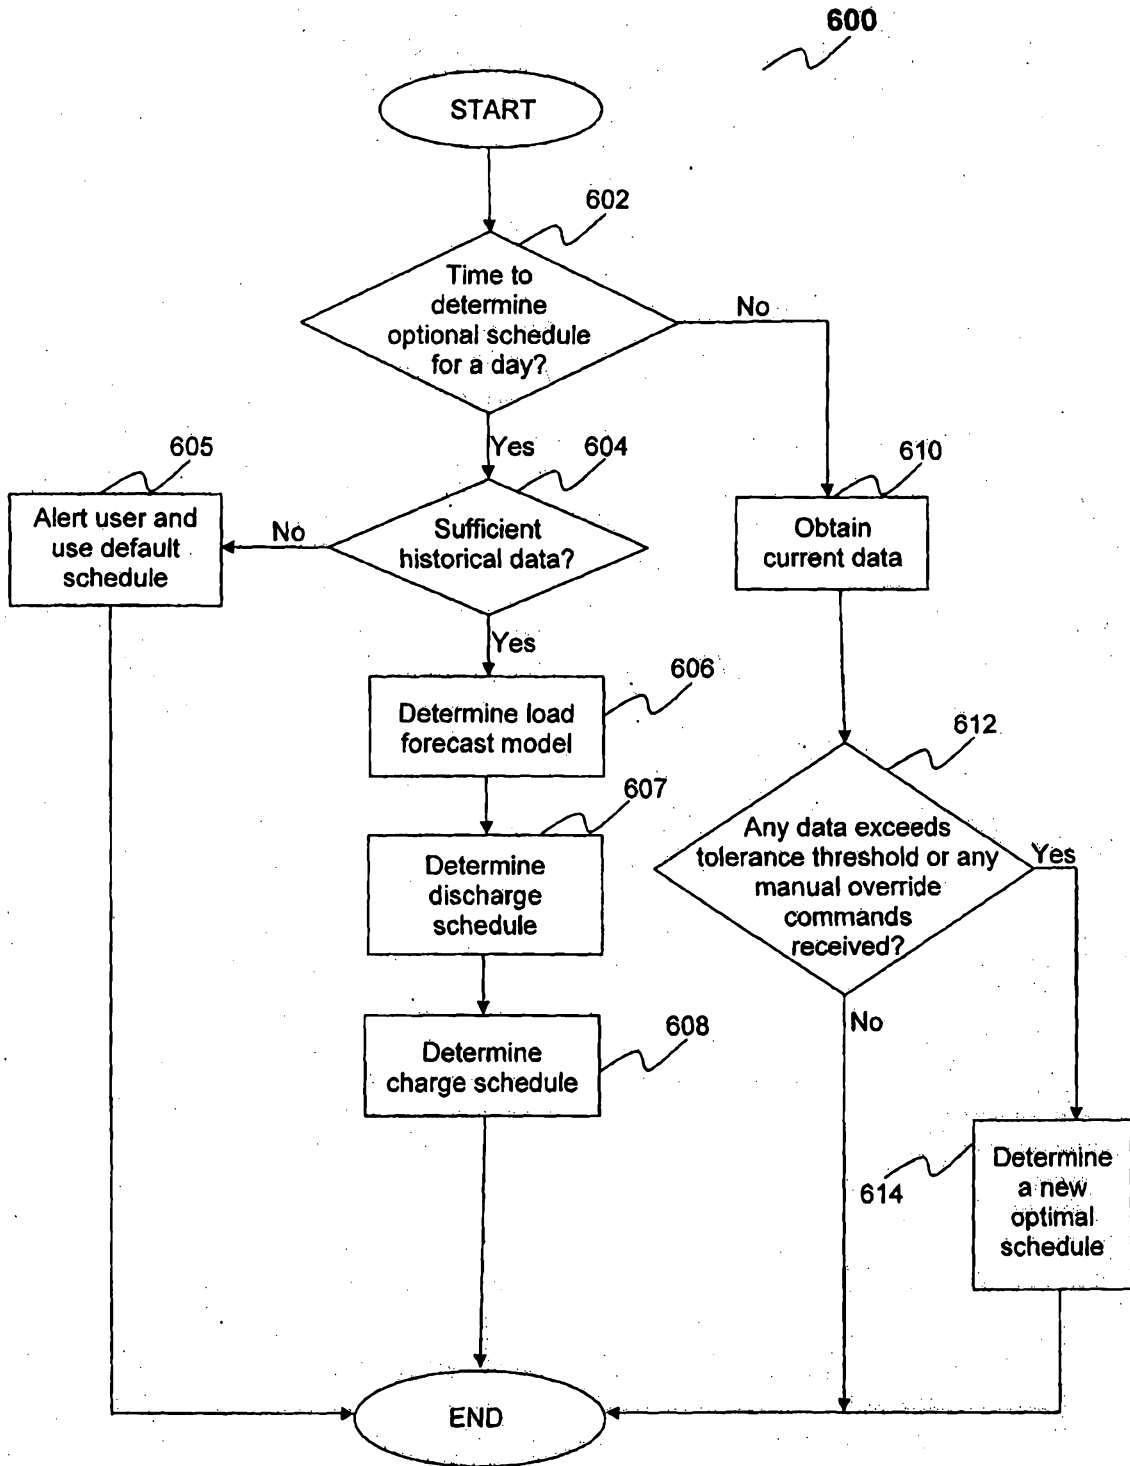 600
START
602
Time to
determine
optional schedule
for a day?
No
Yes
604
605
610
Alert user and
use default
schedule
No
Sufficient
historical data?
Obtain
current data
Yes
606
Determine load
forecast model
612
607
Any data exceeds
tolerance threshold or any
manual override
commands
received?
Yes
Determine
discharge
schedule
No
608
Determine
charge schedule
614
Determine
a new
optimal
schedule
END